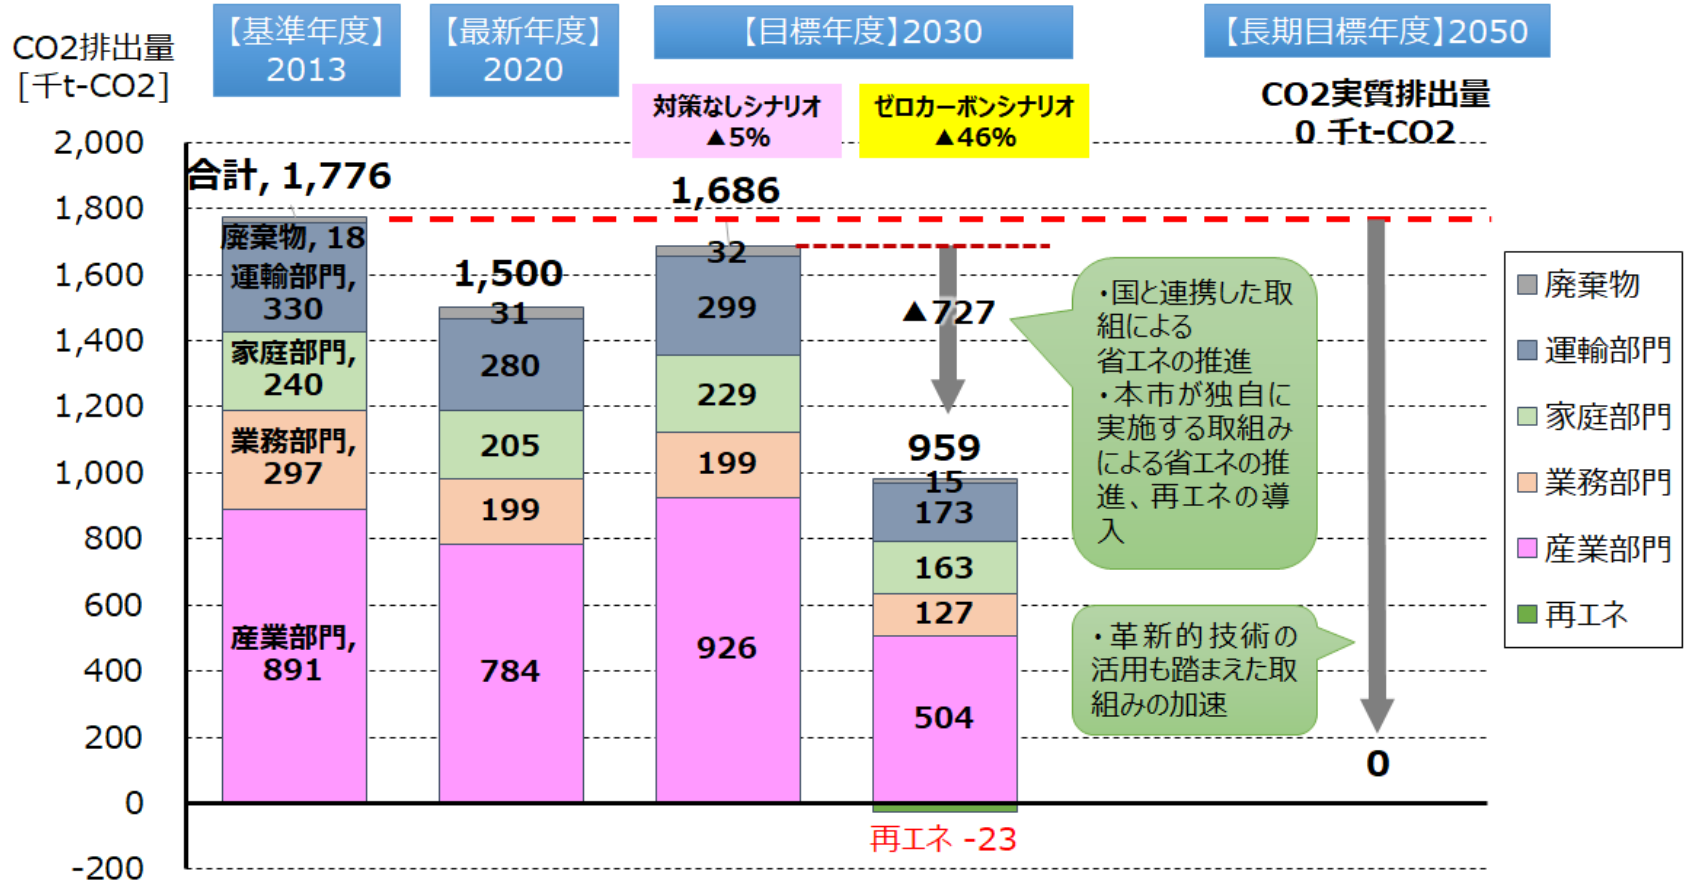 CO2排出量
[千t-CO2]
【基準年度】
2013
【最新年度】
2020
【目標年度】2030
【長期目標年度】2050
対策なしシナリオ
▲5%
ゼロカーボンシナリオ
▲46%
CO2実質排出量
0 千t-CO2
2,000
1,800
1,600
1,400
1,200
1,000
800
600
400
200
0
-200
合計, 1,776
廃棄物, 18
運輸部門,
330
家庭部門,
240
業務部門,
297
産業部門,
891
1,500
31
280
205
199
784
1,686
32
299
229
199
926
▲727
959
15
173
163
127
504
再エネ -23
・国と連携した取
組による
省エネの推進
・本市が独自に
実施する取組み
による省エネの推
進、再エネの導
入
・革新的技術の
活用も踏まえた取
組みの加速
0
廃棄物
運輸部門
家庭部門
業務部門
産業部門
再エネ